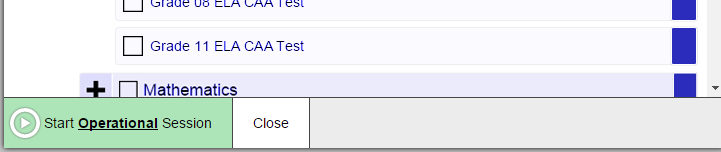 Grade 08 ELA CAA Test
Grade 11 ELA CAA Test
Mathematics
Start Operational Session
Close